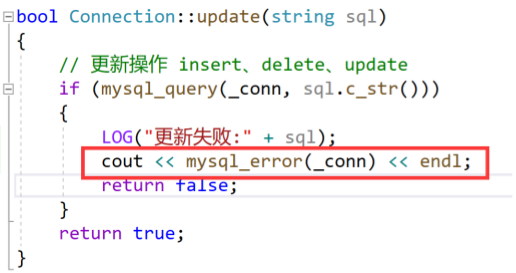 bool Connection::update(string sql)
{
// 更新操作 insert、delete、update
if (mysql_query(_conn, sql.c_str()))
{
LOG("更新失败:" + sql);
cout << mysql_error(_conn) << endl;
return false;
}
return true;
}